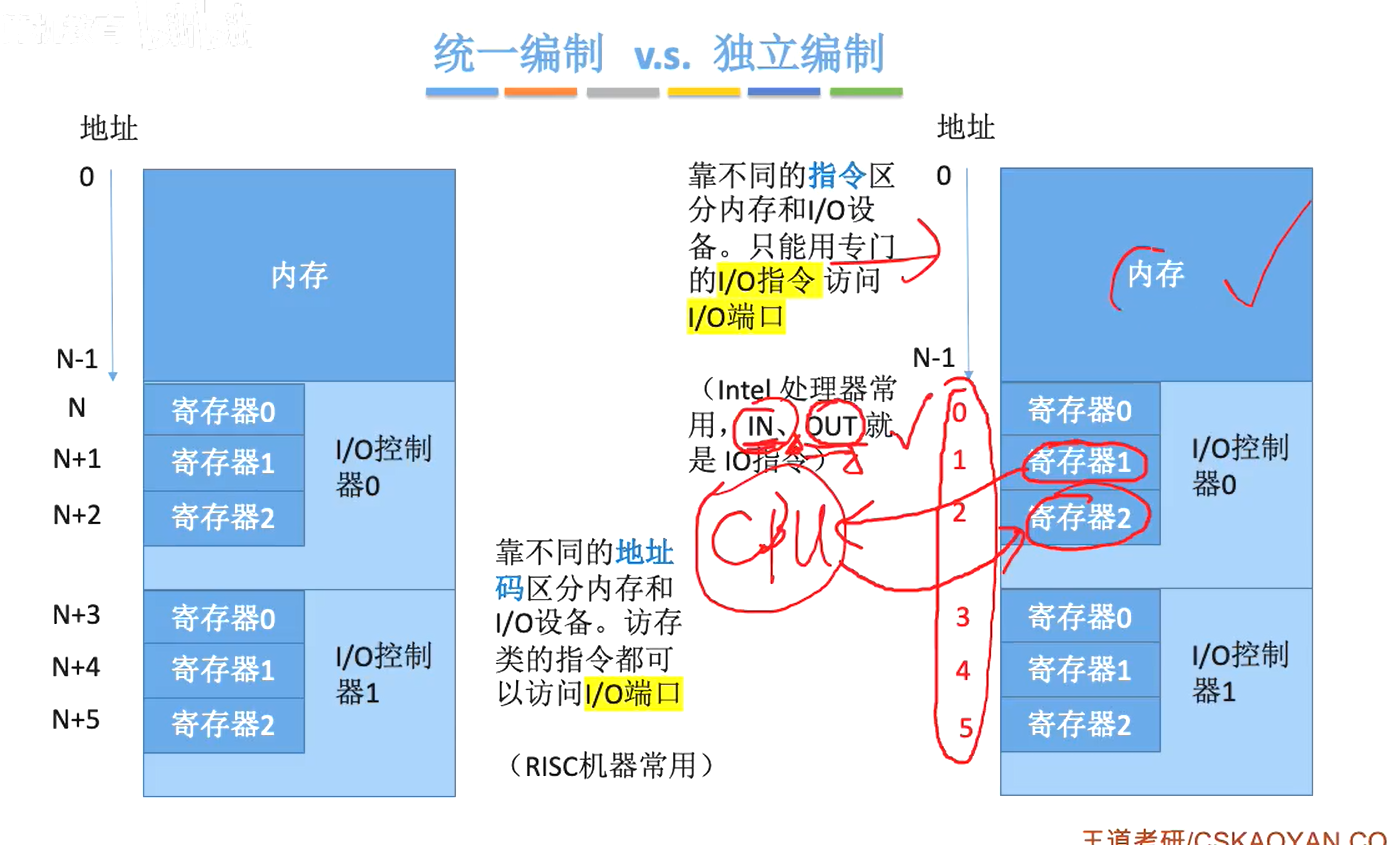 统一编制 v.s. 独立编制
地址
0
内存
N-1
N
寄存器0
N+1
寄存器1
N+2
寄存器2
I/O控制
器0
N+3
寄存器0
N+4
寄存器1
N+5
寄存器2
I/O控制
器1
靠不同的地址
码区分内存和
I/O设备。访存
类的指令都可
以访问I/O端口
（RISC机器常用）
靠不同的指令区
分内存和I/O设
备。只能用专门
的I/O指令 访问
I/O端口
（Intel 处理器常
用，IN、OUT就
是 IO指令）
CPU
地址
0
内存
N-1
0
寄存器0
1
寄存器1
2
寄存器2
I/O控制
器0
3
寄存器0
4
寄存器1
5
寄存器2
I/O控制
器1
王道考研/CSKAOYAN.CO